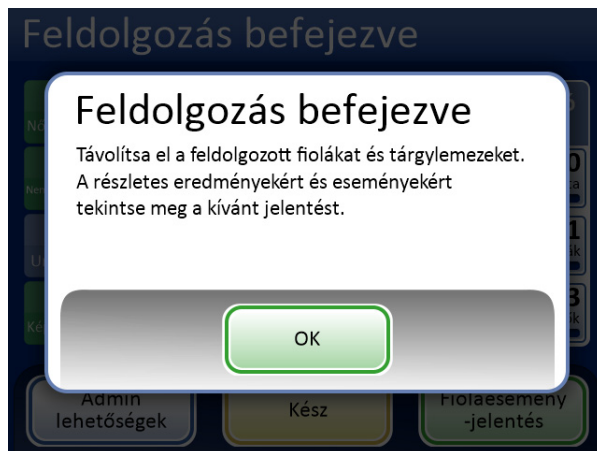 Feldolgozás befejezve
Feldolgozás befejezve
Távolítsa el a feldolgozott fiolákat és tárgylemezeket.
A részletes eredményekért és eseményekért
tekintse meg a kívánt jelentést.
OK
Admin
lehetőségek
Kész
Fiolaesemény
-jelentés